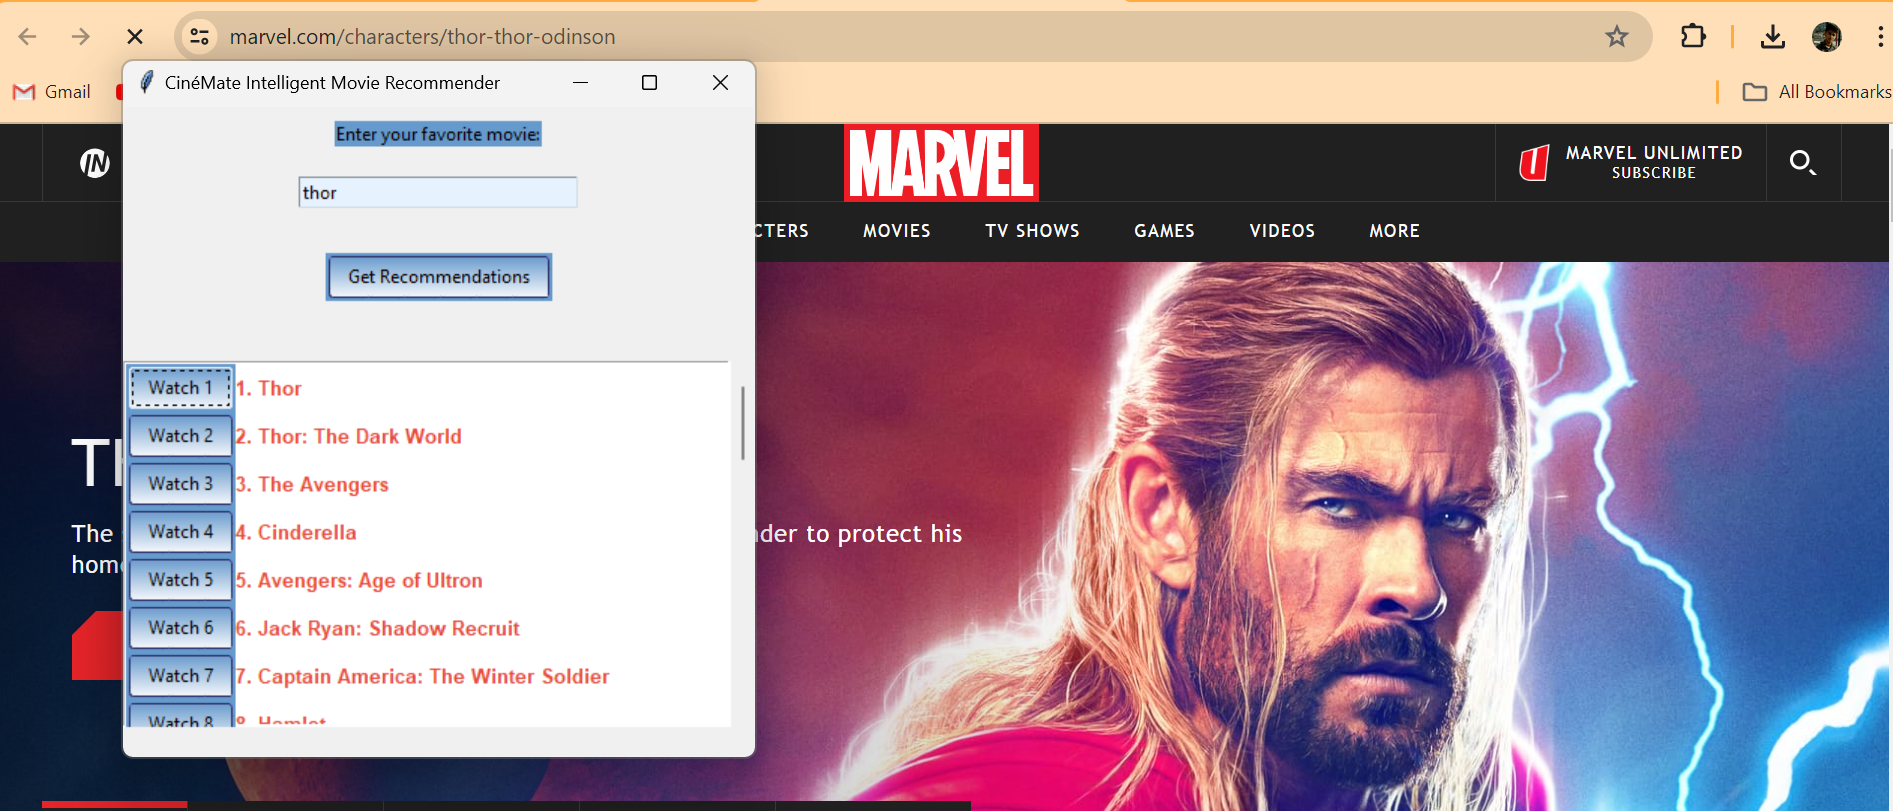 marvel.com/characters/thor-thor-odinson
Gmail
All Bookmarks
CinéMate Intelligent Movie Recommender
Enter your favorite movie:
thor
Get Recommendations
Watch 1 1. Thor
Watch 2 2. Thor: The Dark World
Watch 3 3. The Avengers
Watch 4 4. Cinderella
Watch 5 5. Avengers: Age of Ultron
Watch 6 6. Jack Ryan: Shadow Recruit
Watch 7 7. Captain America: The Winter Soldier
Watch 8 8. Hamlet
IN
MARVEL
MARVEL UNLIMITED
SUBSCRIBE
CTERS MOVIES TV SHOWS GAMES VIDEOS MORE
The
nder to protect his
hom